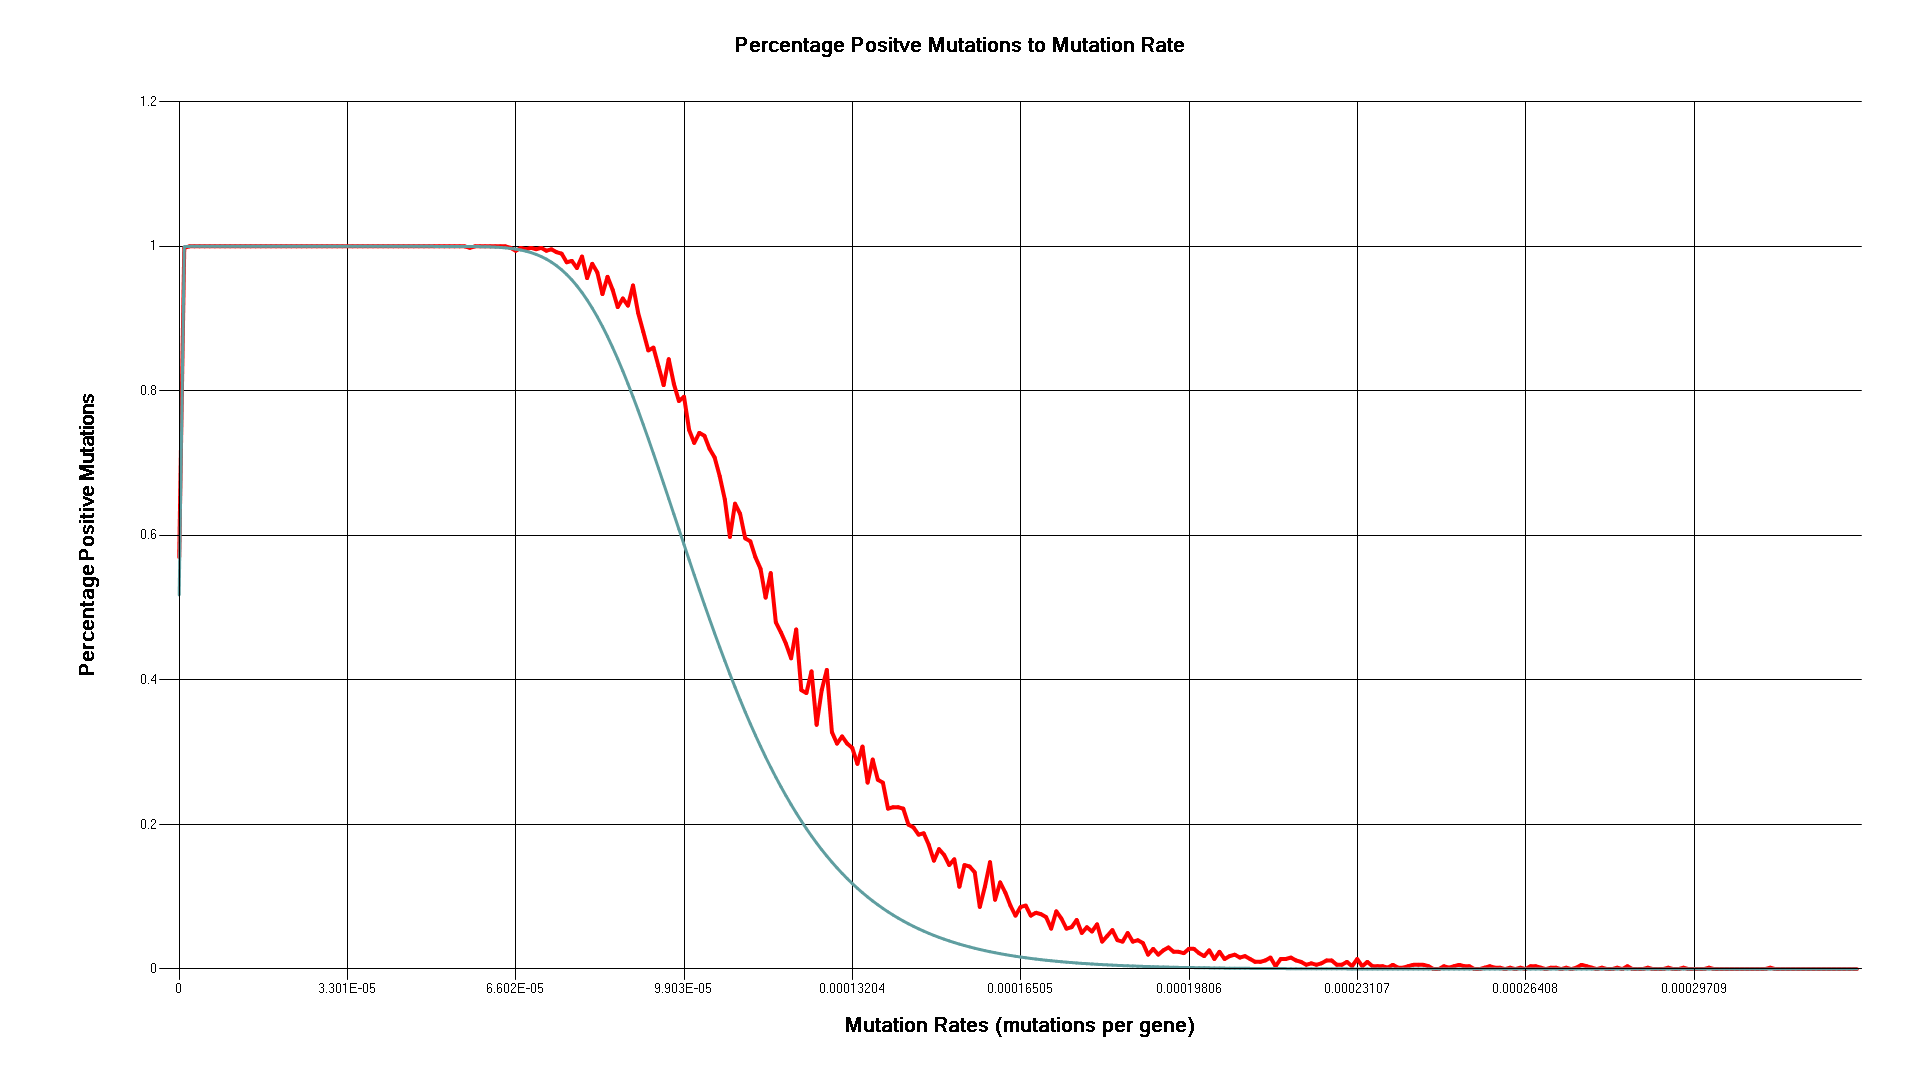 Percentage Positve Mutations to Mutation Rate
1.2
1
0.8
0.6
0.4
0.2
0
Percentage Positive Mutations
0 3.301E-05 6.602E-05 9.903E-05 0.00013204 0.00016505 0.00019806 0.00023107 0.00026408 0.00029709
Mutation Rates (mutations per gene)